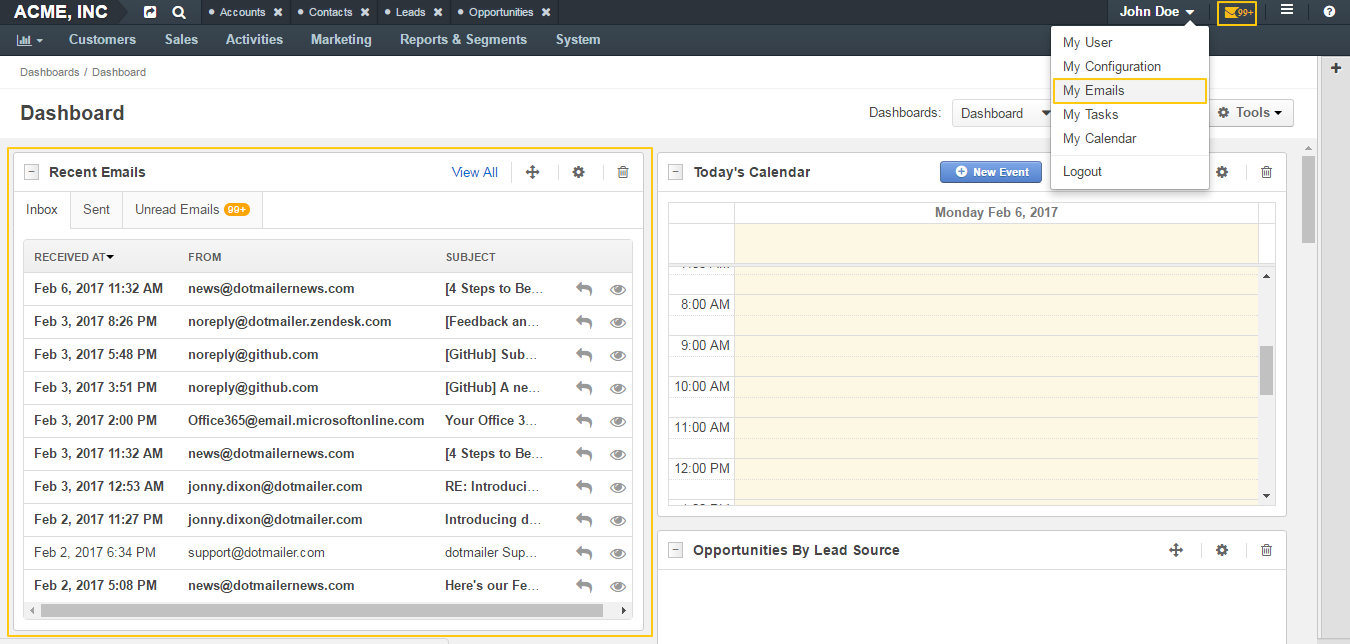 ACME, INC Accounts Contacts Leads Opportunities John Doe 99+
Customers Sales Activities Marketing Reports & Segments System
My User
My Configuration
My Emails
My Tasks
My Calendar
Logout
Dashboards / Dashboard
Dashboard
Dashboards: Dashboard Tools
Recent Emails View All
Inbox Sent Unread Emails 99+
RECEIVED AT FROM SUBJECT
Feb 6, 2017 11:32 AM news@dotmailernews.com [4 Steps to Be...
Feb 3, 2017 8:26 PM noreply@dotmailer.zendesk.com [Feedback an...
Feb 3, 2017 5:48 PM noreply@github.com [GitHub] Sub...
Feb 3, 2017 3:51 PM noreply@github.com [GitHub] A ne...
Feb 3, 2017 2:00 PM Office365@email.microsoftonline.com Your Office 3...
Feb 3, 2017 11:32 AM news@dotmailernews.com [4 Steps to Be...
Feb 3, 2017 12:53 AM jonny.dixon@dotmailer.com RE: Introduci...
Feb 2, 2017 11:27 PM jonny.dixon@dotmailer.com Introducing d...
Feb 2, 2017 6:34 PM support@dotmailer.com dotmailer Sup...
Feb 2, 2017 5:08 PM news@dotmailernews.com Here's our Fe...
Today's Calendar New Event
Monday Feb 6, 2017
8:00 AM
9:00 AM
10:00 AM
11:00 AM
12:00 PM
Opportunities By Lead Source